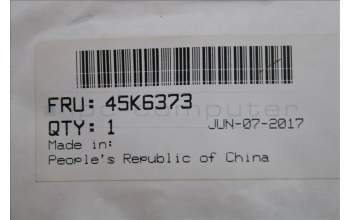 FRU: 45K6373
QTY: 1
JUN-07-2017
Made in:
People's Republic of China